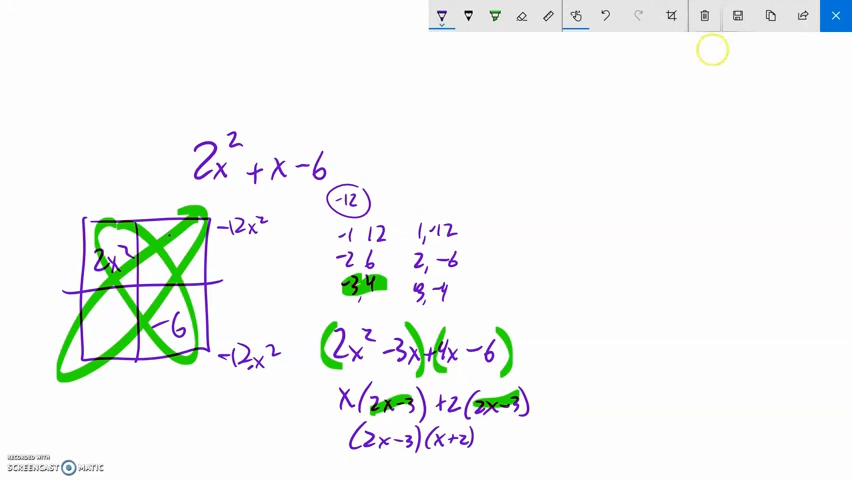 2x² + x - 6
-12
-1 12 1, -12
-2 6 2, -6
-3, 4 3, -4
-12x²
2x²
-6
-12x²
(2x² - 3x) + (4x - 6)
x(2x-3) + 2(2x-3)
(2x-3)(x+2)
RECORDED WITH
SCREENCAST MATIC